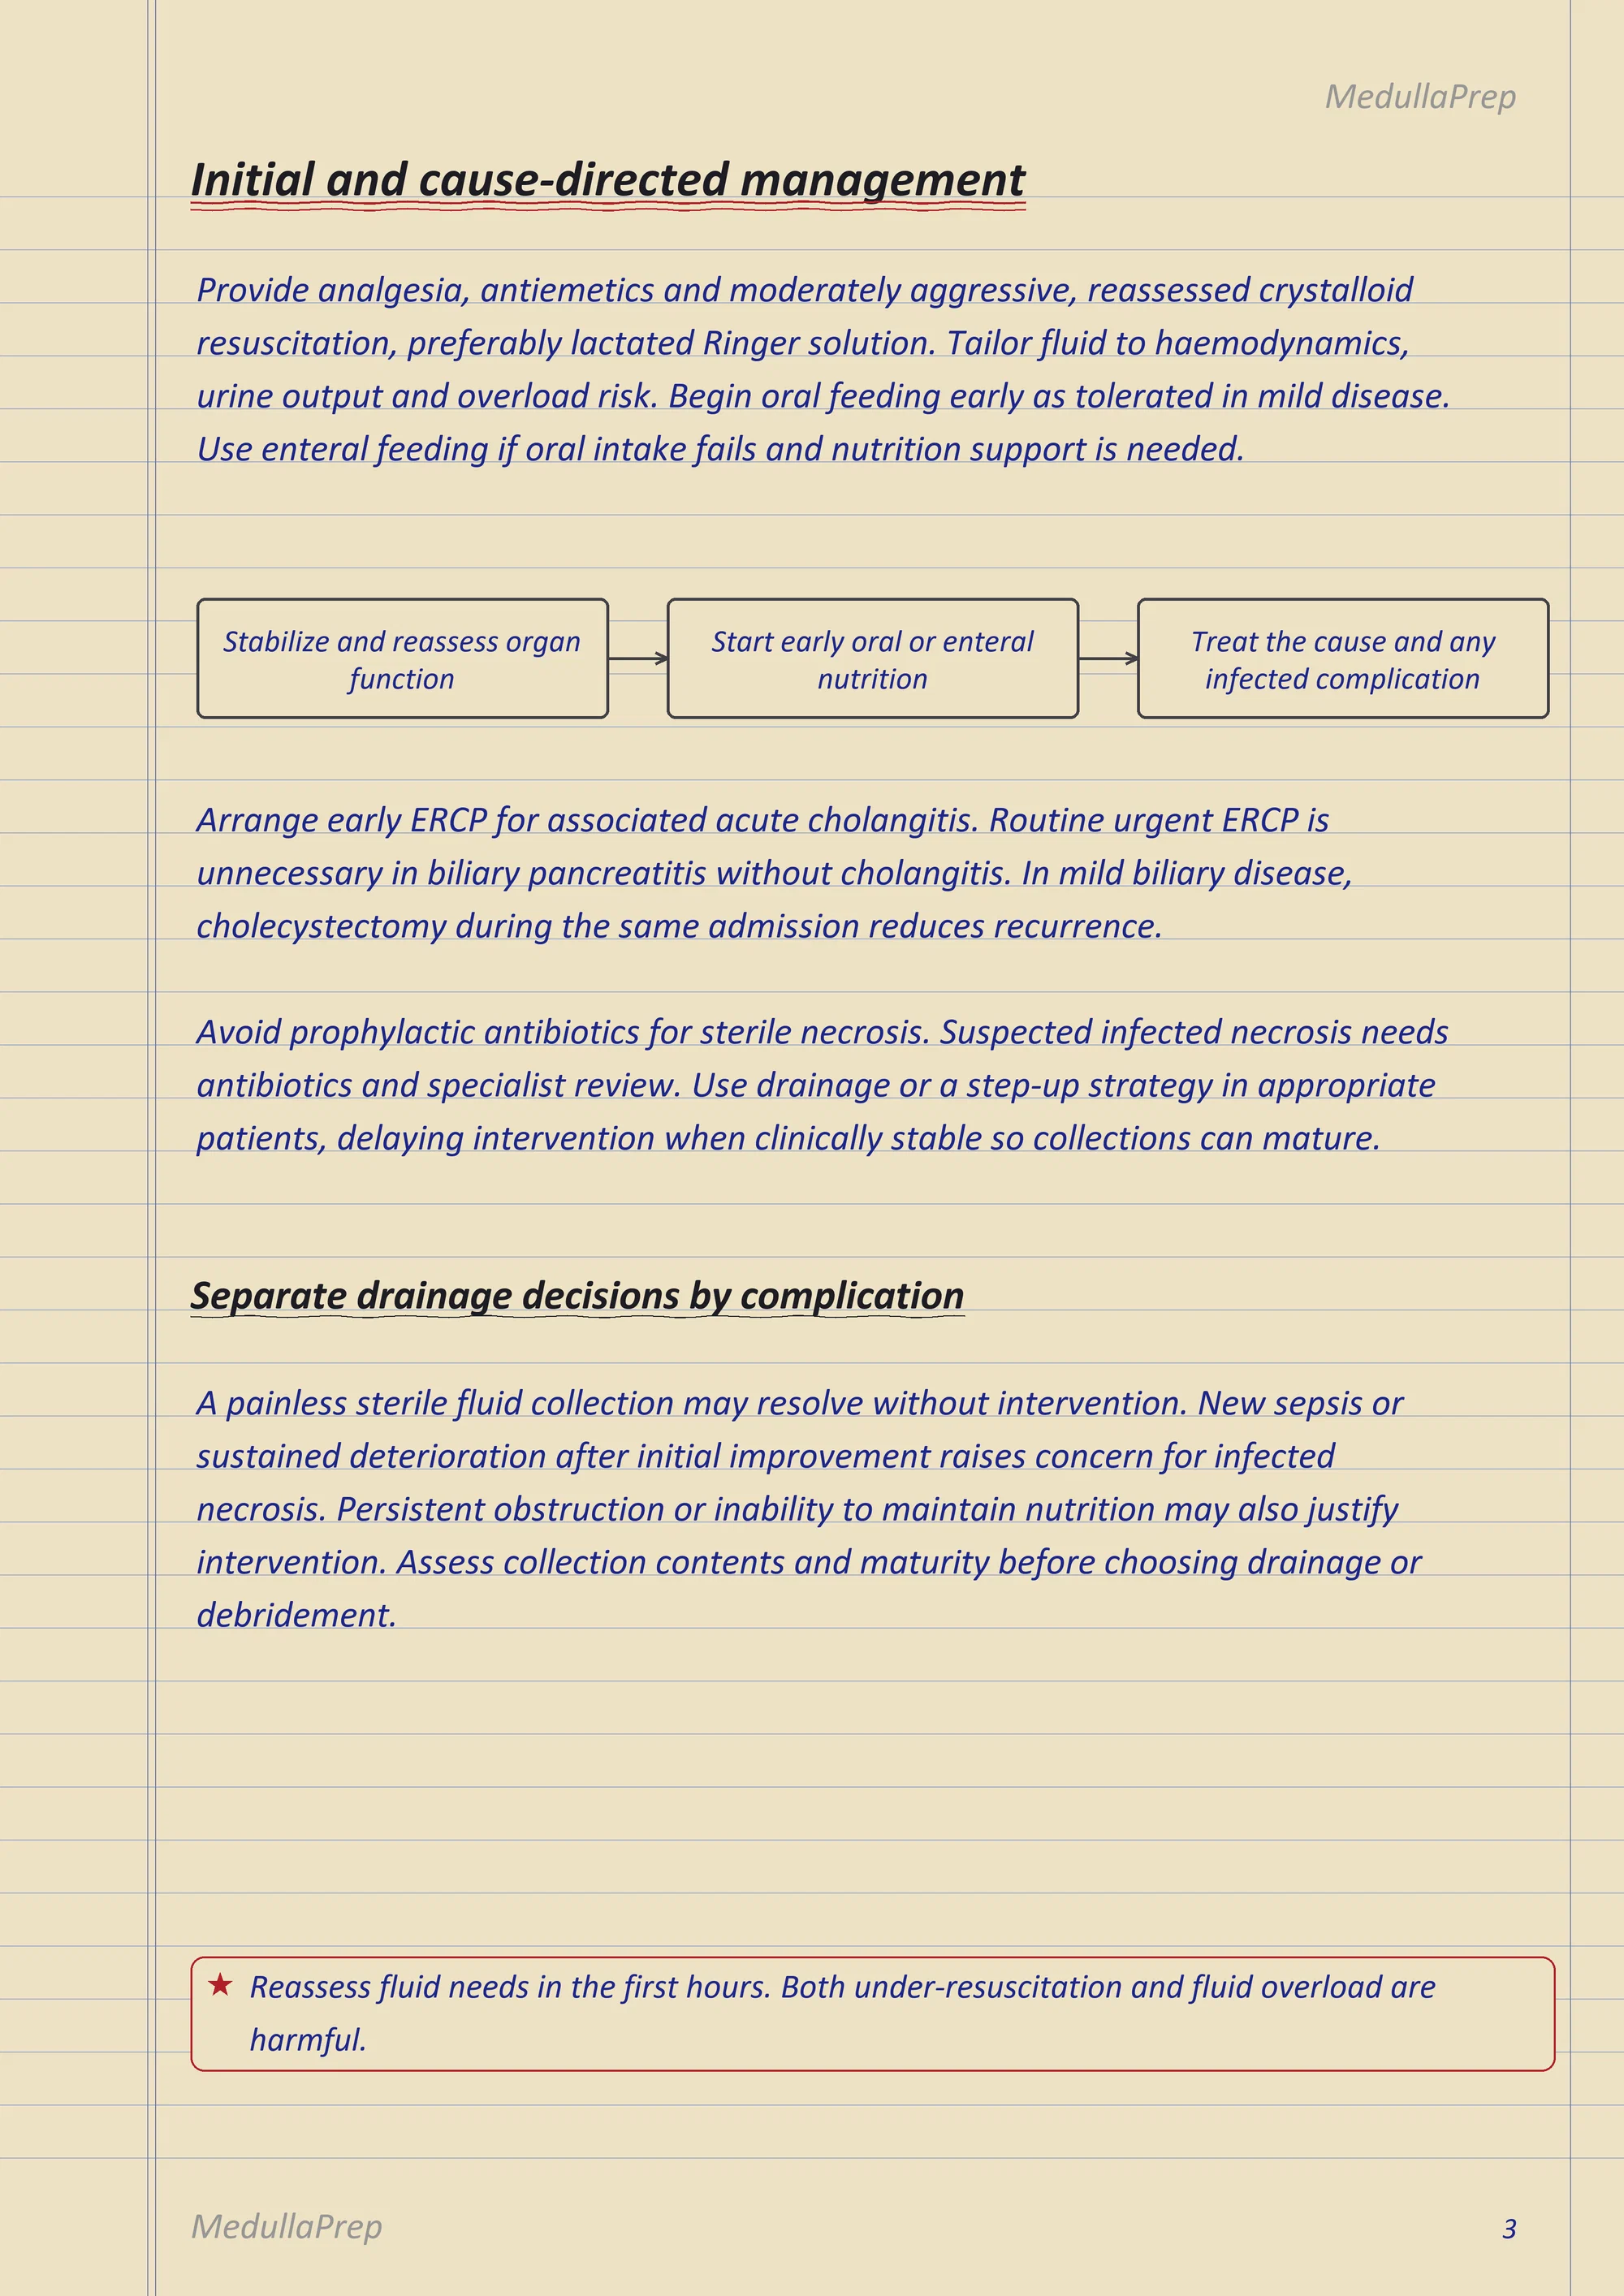 MedullaPrep
Initial and cause-directed management
Provide analgesia, antiemetics and moderately aggressive, reassessed crystalloid
resuscitation, preferably lactated Ringer solution. Tailor fluid to haemodynamics,
urine output and overload risk. Begin oral feeding early as tolerated in mild disease.
Use enteral feeding if oral intake fails and nutrition support is needed.
Stabilize and reassess organ
function
Start early oral or enteral
nutrition
Treat the cause and any
infected complication
Arrange early ERCP for associated acute cholangitis. Routine urgent ERCP is
unnecessary in biliary pancreatitis without cholangitis. In mild biliary disease,
cholecystectomy during the same admission reduces recurrence.
Avoid prophylactic antibiotics for sterile necrosis. Suspected infected necrosis needs
antibiotics and specialist review. Use drainage or a step-up strategy in appropriate
patients, delaying intervention when clinically stable so collections can mature.
Separate drainage decisions by complication
A painless sterile fluid collection may resolve without intervention. New sepsis or
sustained deterioration after initial improvement raises concern for infected
necrosis. Persistent obstruction or inability to maintain nutrition may also justify
intervention. Assess collection contents and maturity before choosing drainage or
debridement.
★ Reassess fluid needs in the first hours. Both under-resuscitation and fluid overload are
harmful.
MedullaPrep
3